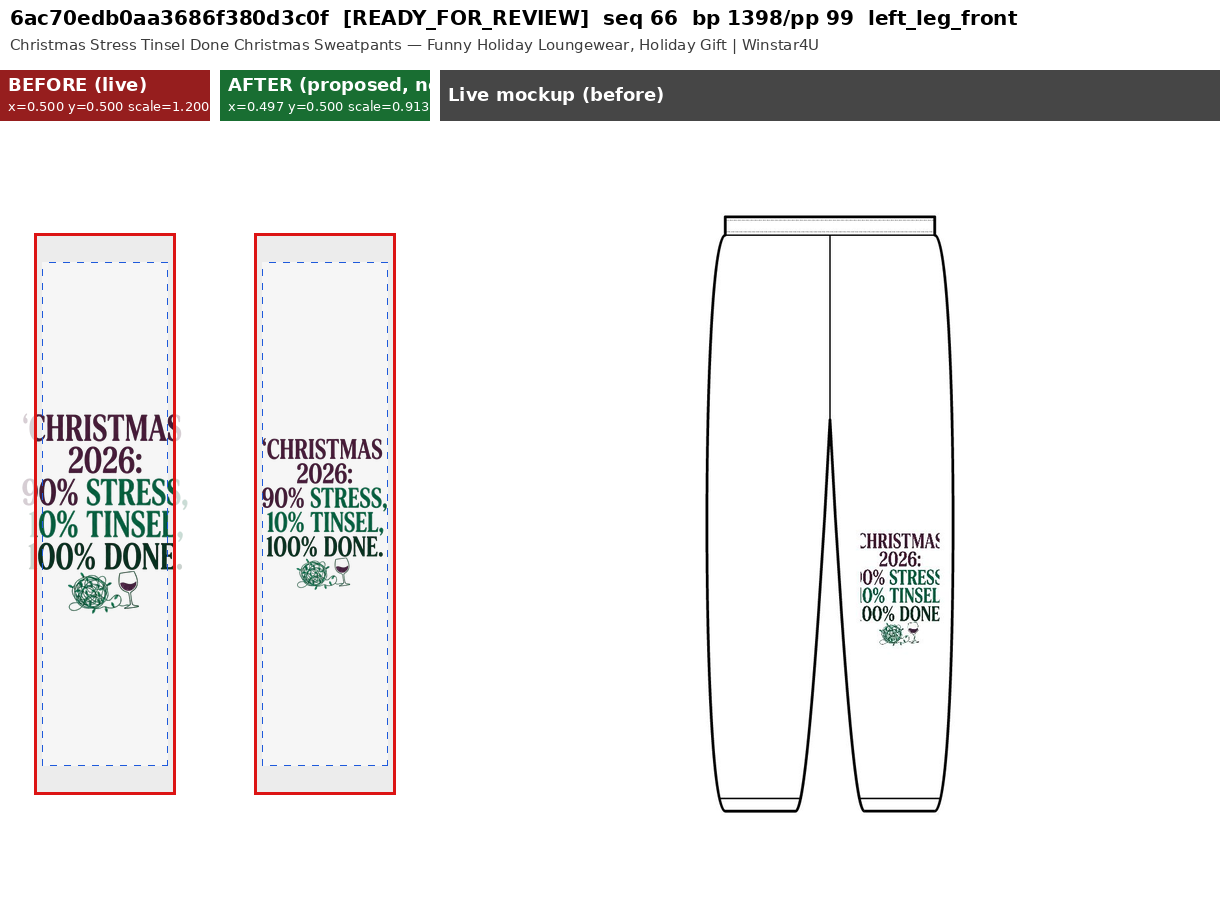 6ac70edb0aa3686f380d3c0f [READY_FOR_REVIEW] seq 66 bp 1398/pp 99 left_leg_front
Christmas Stress Tinsel Done Christmas Sweatpants — Funny Holiday Loungewear, Holiday Gift | Winstar4U
BEFORE (live)
x=0.500 y=0.500 scale=1.200
AFTER (proposed, n
x=0.497 y=0.500 scale=0.913
Live mockup (before)
‘CHRISTMAS
2026:
90% STRESS,
10% TINSEL,
100% DONE.
‘CHRISTMAS
2026:
90% STRESS,
10% TINSEL,
100% DONE.
CHRISTMAS
2026:
00% STRESS
10% TINSEL
100% DONE